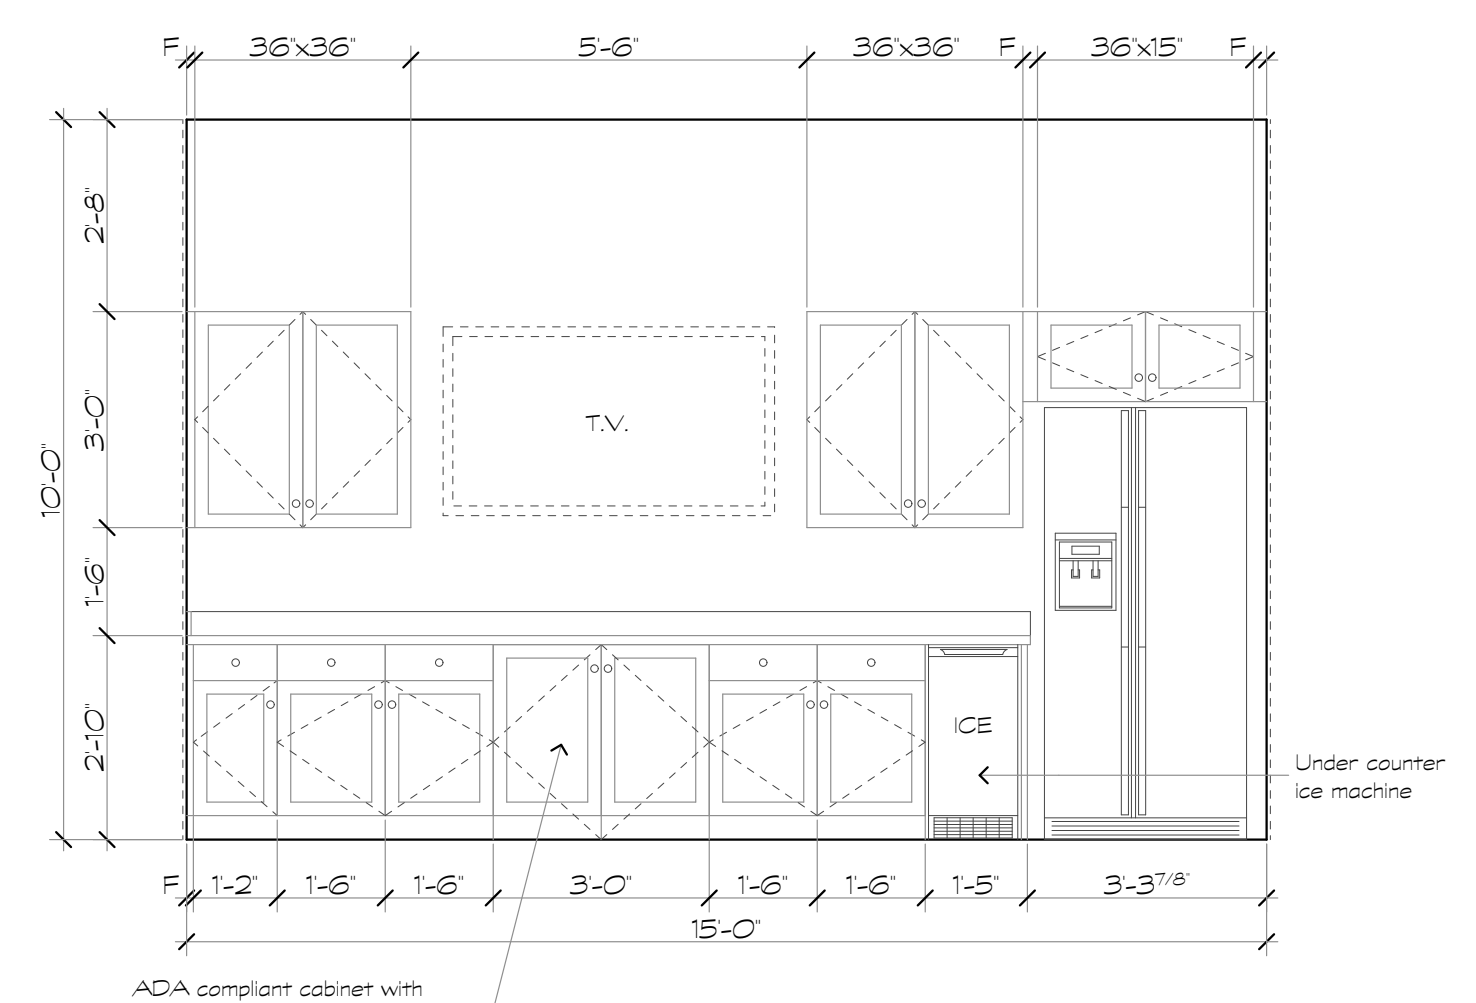 F 36"x36" 5'-6" 36"x36" F 36"x15" F
2'-8"
3'-0"
10'-0"
1'-6"
2'-10"
T.V.
ICE
Under counter
ice machine
F 1'-2" 1'-6" 1'-6" 3'-0" 1'-6" 1'-6" 1'-5" 3'-3 7/8"
15'-0"
ADA compliant cabinet with